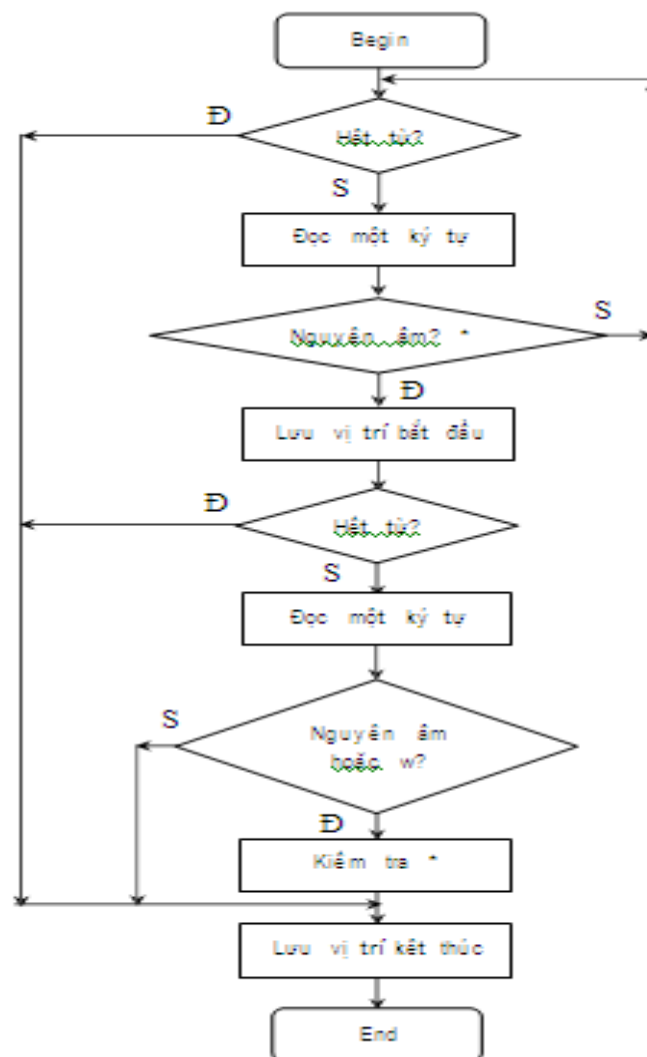 Begin
Đ
Hết từ?
S
Đọc một ký tự
S
Nguyên âm? *
Đ
Lưu vị trí bắt đầu
Đ
Hết từ?
S
Đọc một ký tự
S
Nguyên âm
hoặc w?
Đ
Kiểm tra *
Lưu vị trí kết thúc
End